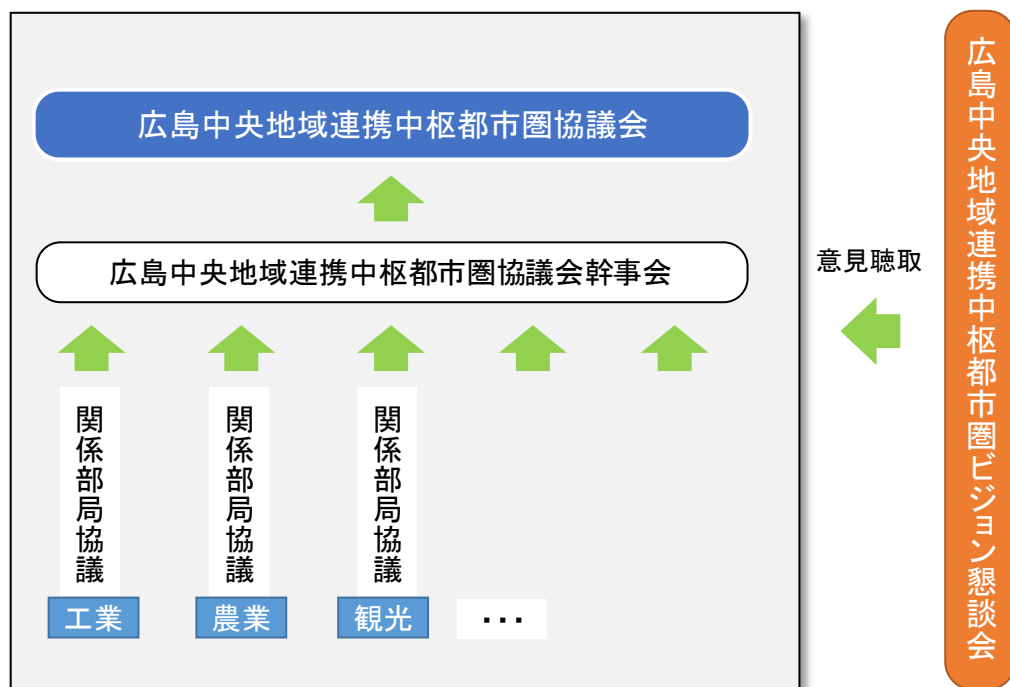 広島中央地域連携中枢都市圏協議会
広島中央地域連携中枢都市圏協議会幹事会
関係部局協議
関係部局協議
関係部局協議
工業
農業
観光
・・・
意見聴取
広島中央地域連携中枢都市圏ビジョン懇談会